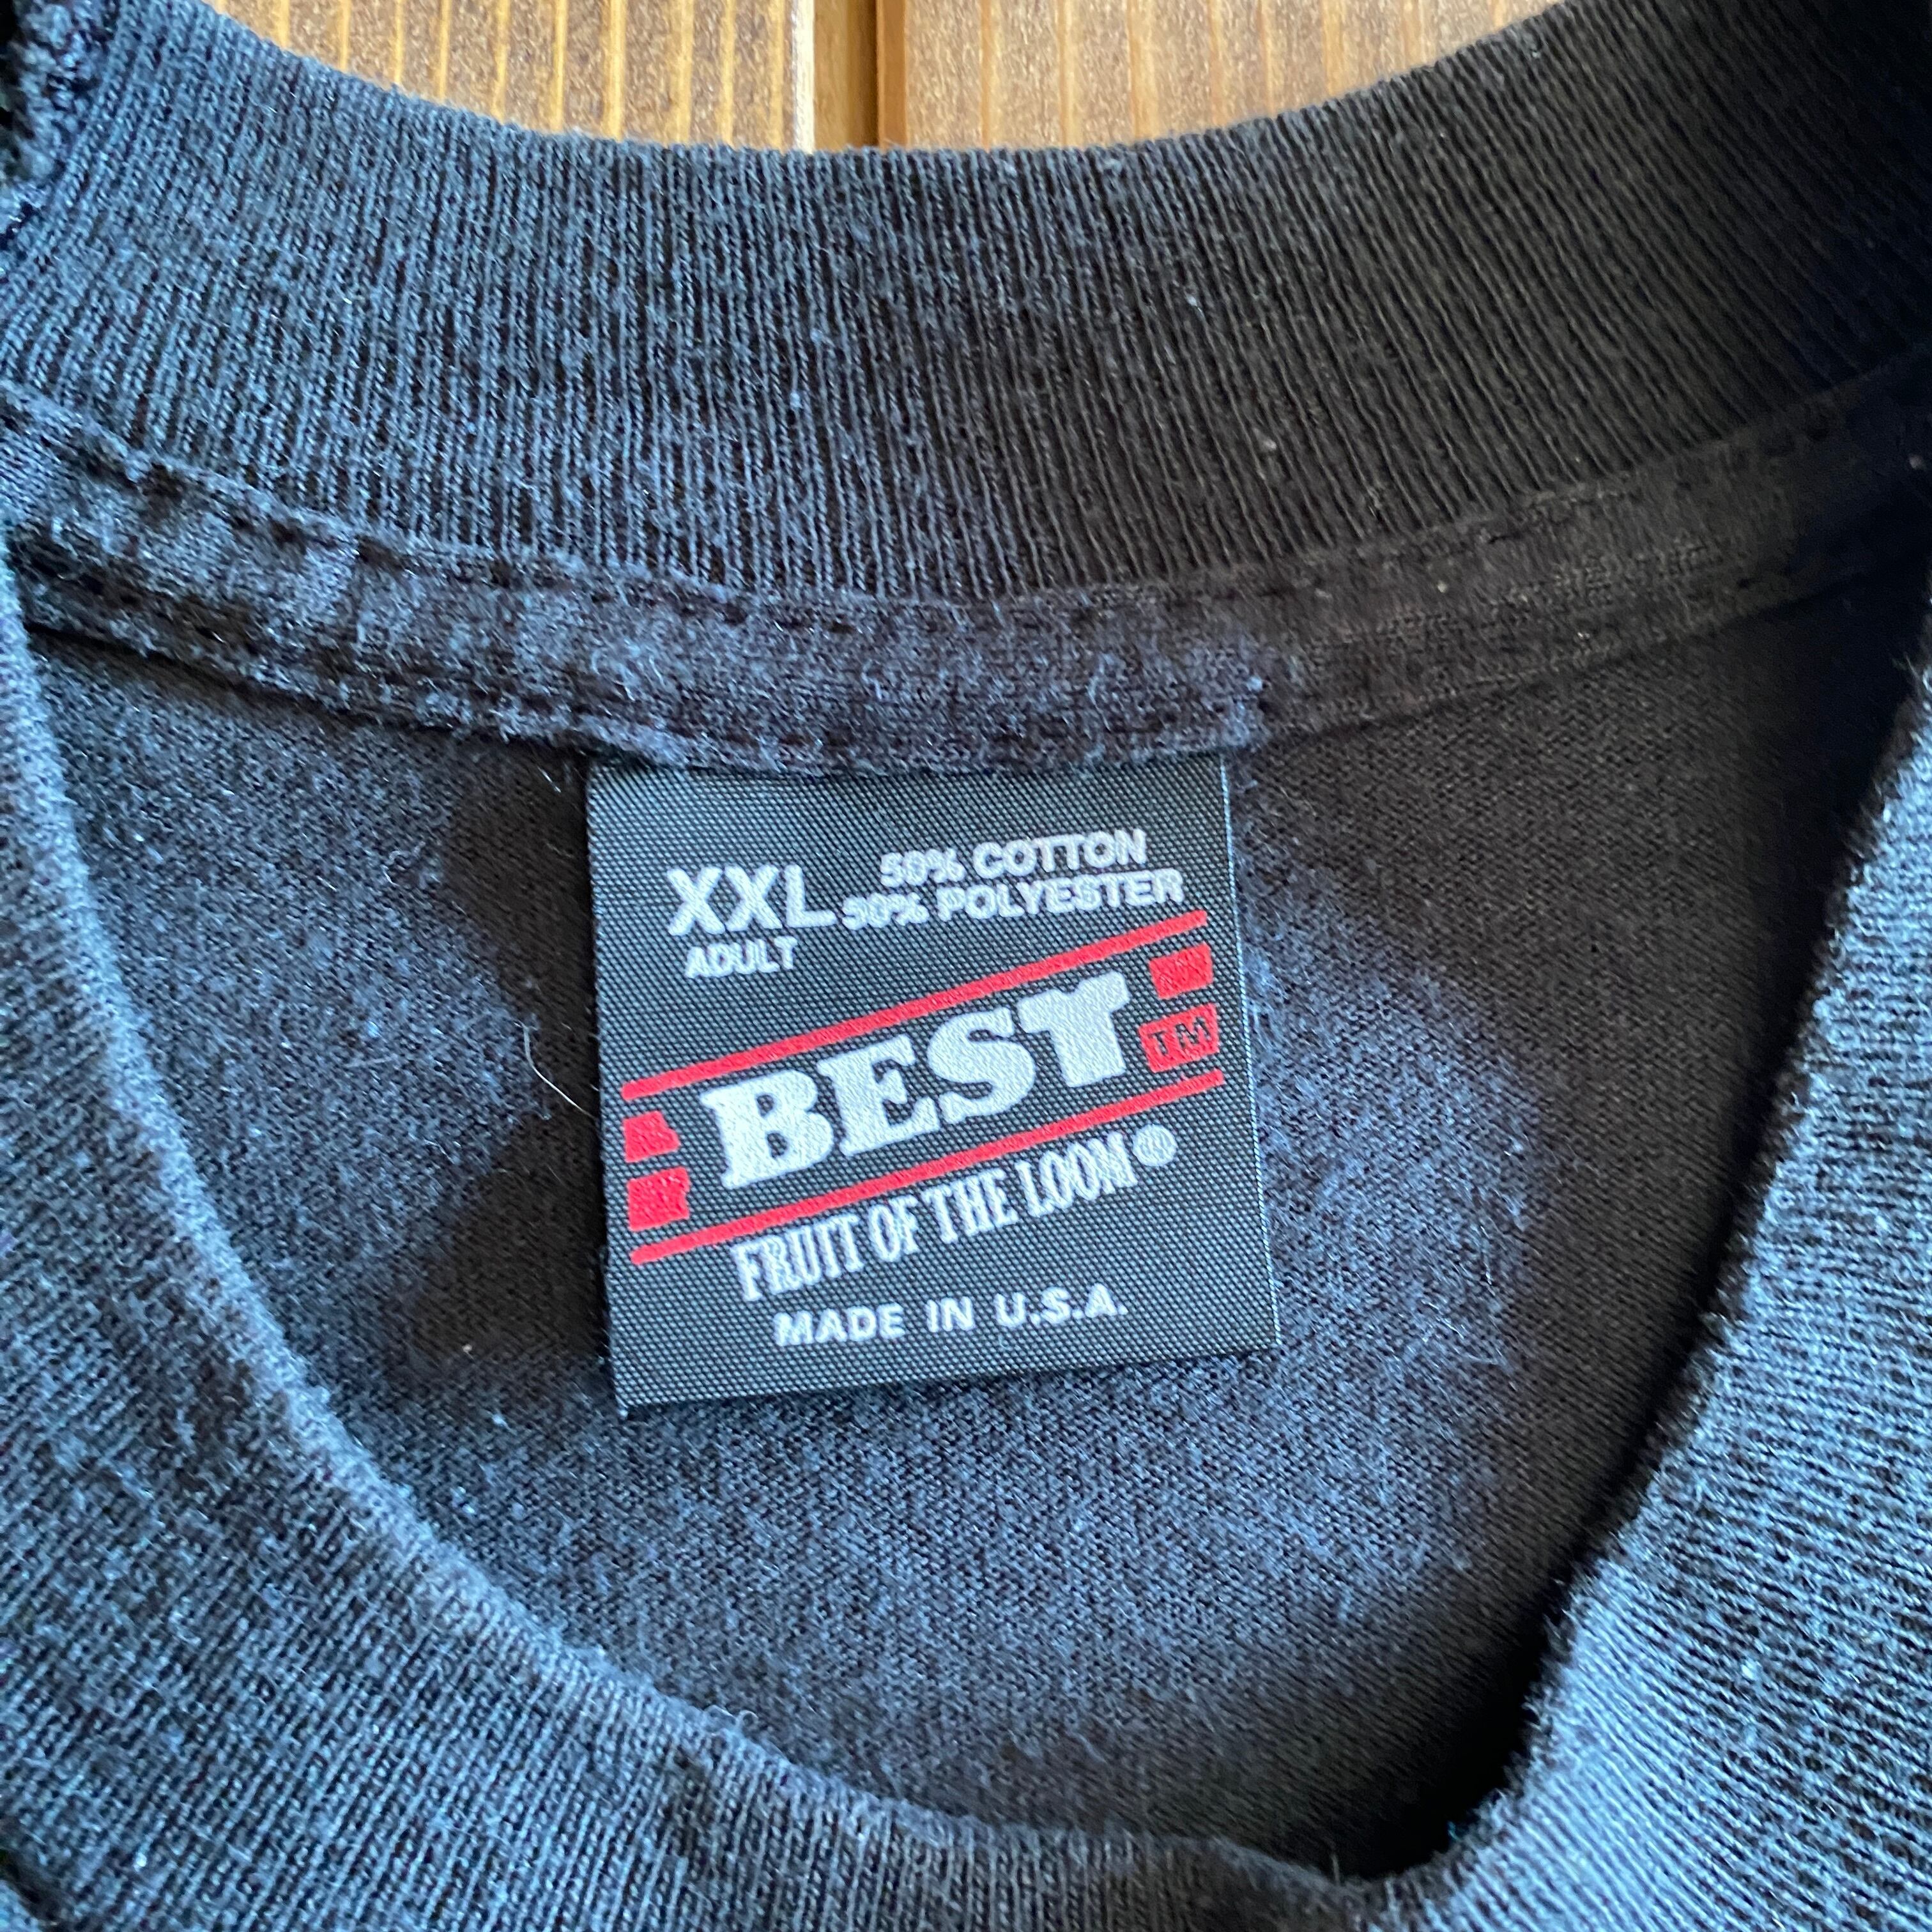 XXL 50% COTTON
ADULT 50% POLYESTER
BEST TM
FRUIT OF THE LOOM®
MADE IN U.S.A.